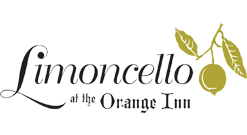 Limoncello
at the Orange Inn